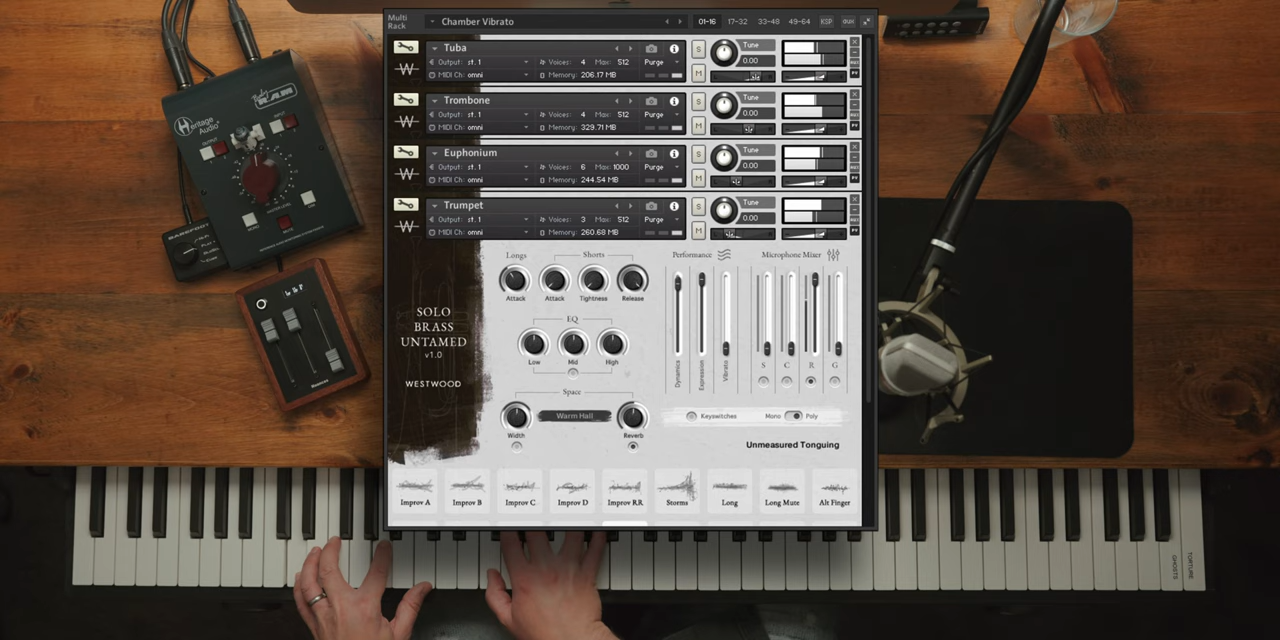 Multi
Rack
Chamber Vibrato
01-16 17-32 33-48 49-64 KSP AUX
Tuba
Output: st. 1 Voices: 4 Max: 512 Purge
MIDI Ch: omni Memory: 206.17 MB
S
M
Tune
0.00
Trombone
Output: st. 1 Voices: 4 Max: 512 Purge
MIDI Ch: omni Memory: 329.71 MB
S
M
Tune
0.00
Euphonium
Output: st. 1 Voices: 6 Max: 1000 Purge
MIDI Ch: omni Memory: 244.54 MB
S
M
Tune
0.00
Trumpet
Output: st. 1 Voices: 3 Max: 512 Purge
MIDI Ch: omni Memory: 260.68 MB
S
M
Tune
0.00
SOLO
BRASS
UNTAMED
v1.0
WESTWOOD
Longs Shorts
Attack Attack Tightness Release
EQ
Low Mid High
Space
Warm Hall
Width Reverb
Performance
Dynamics Expression Vibrato
Microphone Mixer
S C R G
Keyswitches Mono Poly
Unmeasured Tonguing
Improv A Improv B Improv C Improv D Improv RR Storms Long Long Mute Alt Finger
Heritage
Audio
Baby
RAM
BAREFOOT
GHOSTS
TORTURE